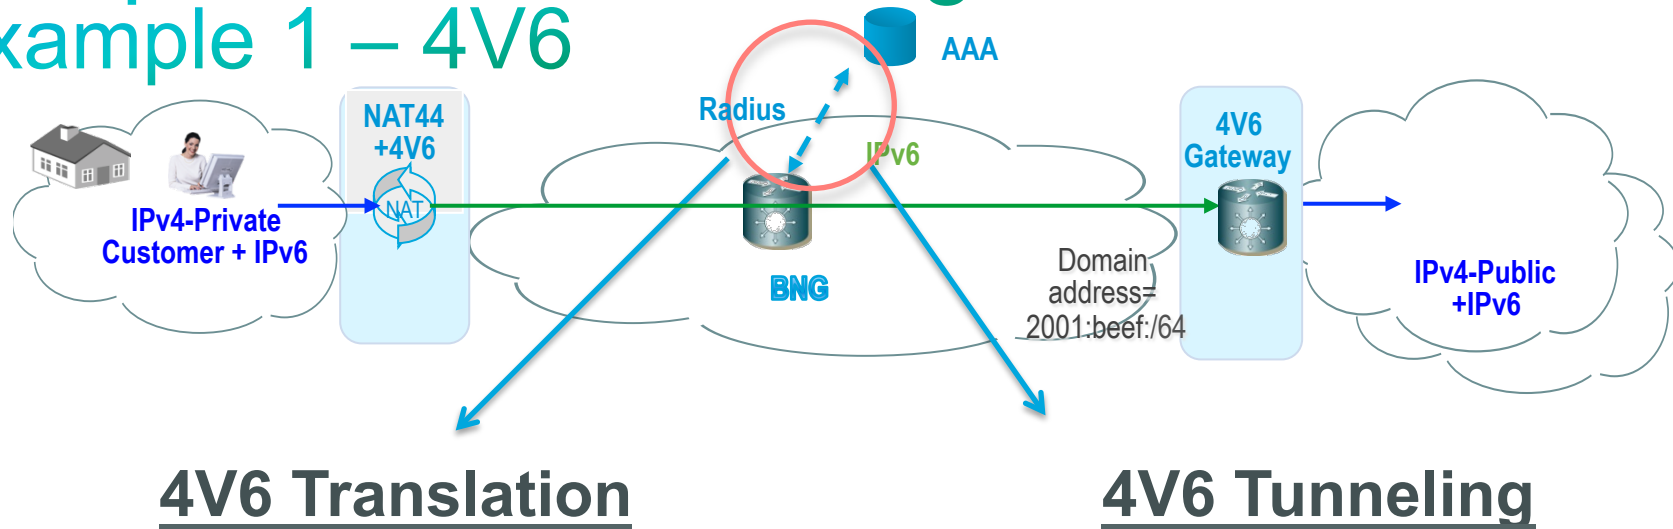 xample 1 – 4V6
AAA
NAT44
+4V6
Radius
IPv6
4V6
Gateway
NAT
IPv4-Private
Customer + IPv6
BNG
Domain
address=
2001:beef:/64
IPv4-Public
+IPv6
4V6 Translation
4V6 Tunneling